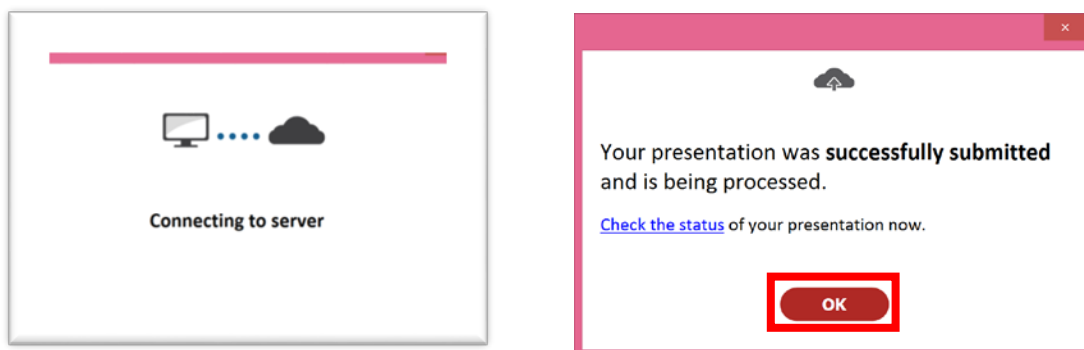 Connecting to server
×
Your presentation was successfully submitted
and is being processed.
Check the status of your presentation now.
OK